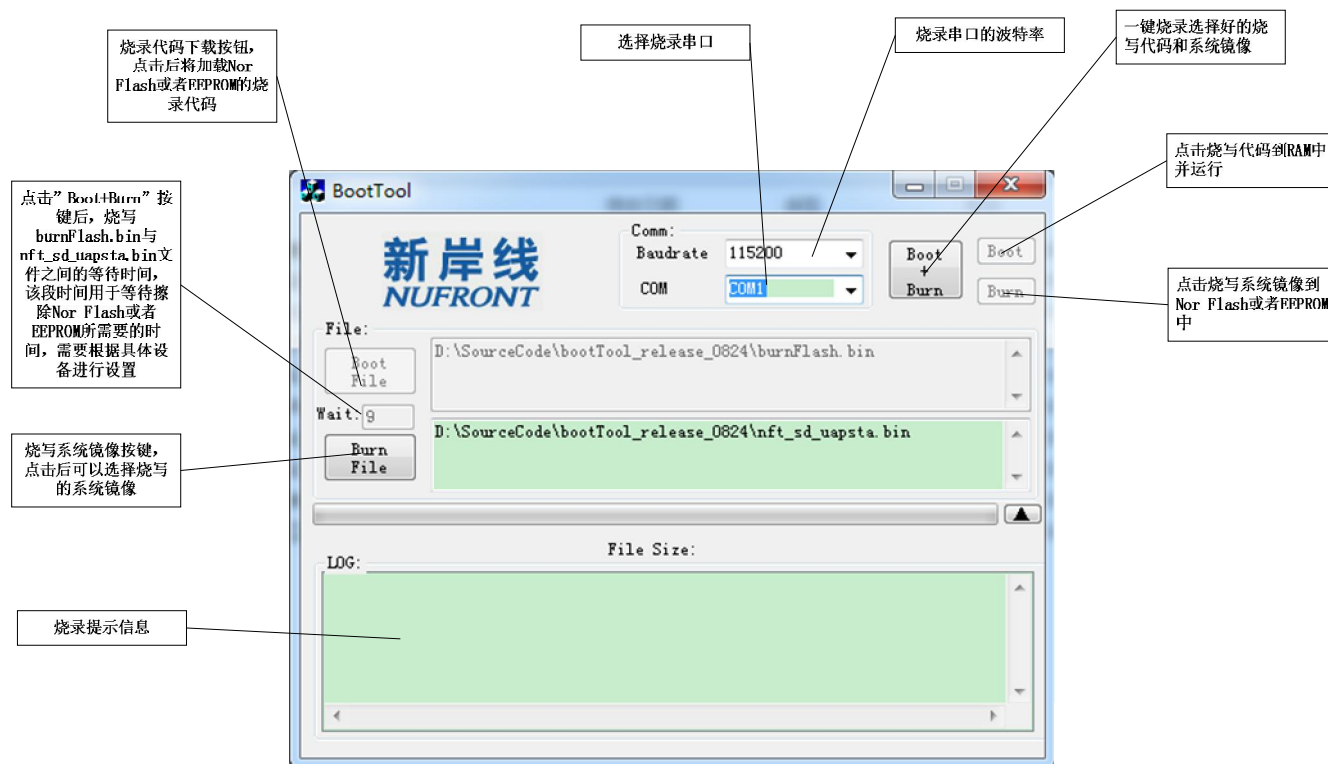 烧录代码下载按钮,
点击后将加载Nor
Flash或者EEPROM的烧
录代码
选择烧录串口
烧录串口的波特率
一键烧录选择好的烧
写代码和系统镜像
点击烧写代码到RAM中
并运行
点击”Boot+Burn”按
键后, 烧写
burnFlash.bin与
nft_sd_uapsta.bin文
件之间的等待时间,
该段时间用于等待擦
除Nor Flash或者
EEPROM所需要的时
间, 需要根据具体设
备进行设置
点击烧写系统镜像到
Nor Flash或者EEPROM
中
烧写系统镜像按键,
点击后可以选择烧写
的系统镜像
烧录提示信息
BootTool
新岸线
NUFRONT
Comm:
Baudrate 115200
COM COM1
Boot
+
Burn
Boot
Burn
File:
Boot
File
D:\SourceCode\bootTool_release_0824\burnFlash.bin
Wait: 9
Burn
File
D:\SourceCode\bootTool_release_0824\nft_sd_uapsta.bin
File Size:
LOG: